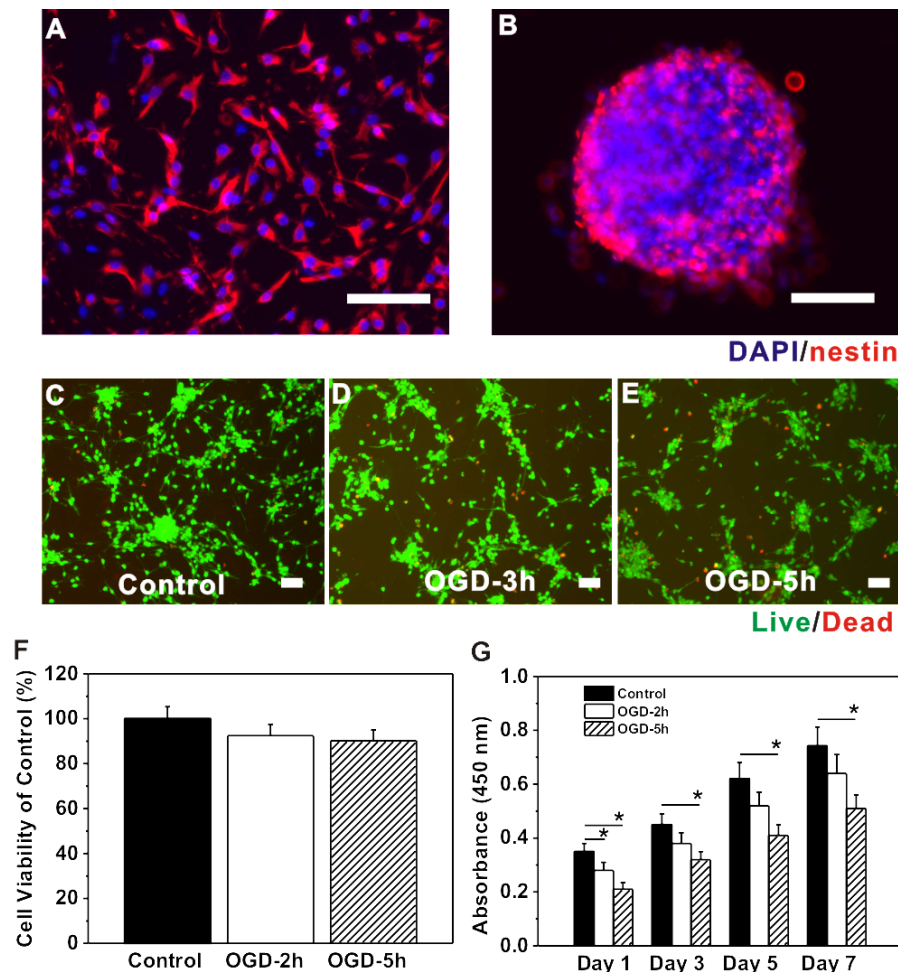 A
B
DAPI/nestin
C
D
E
Control
OGD-3h
OGD-5h
Live/Dead
F
Cell Viability of Control (%)
120
100
80
60
40
20
0
Control
OGD-2h
OGD-5h
G
Absorbance (450 nm)
1.0
0.8
0.6
0.4
0.2
0.0
Control
OGD-2h
OGD-5h
*
*
*
*
*
Day 1
Day 3
Day 5
Day 7